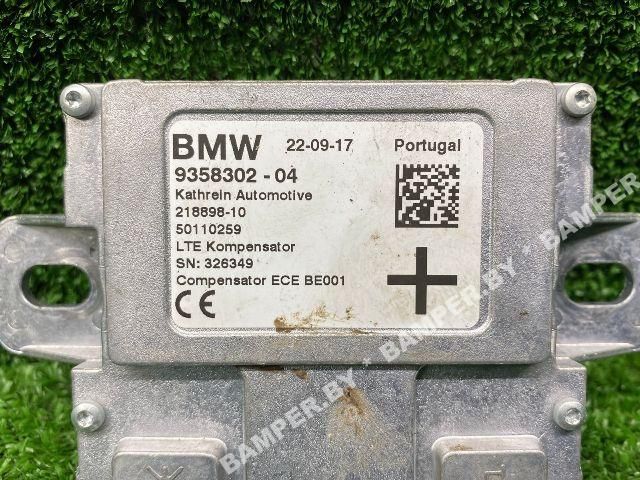 BMW 22-09-17 Portugal
9358302 - 04
Kathrein Automotive
218898-10
50110259
LTE Kompensator
SN: 326349
Compensator ECE BE001
CE
BAMPER.BY * BAMPER.BY * BAMPER.BY